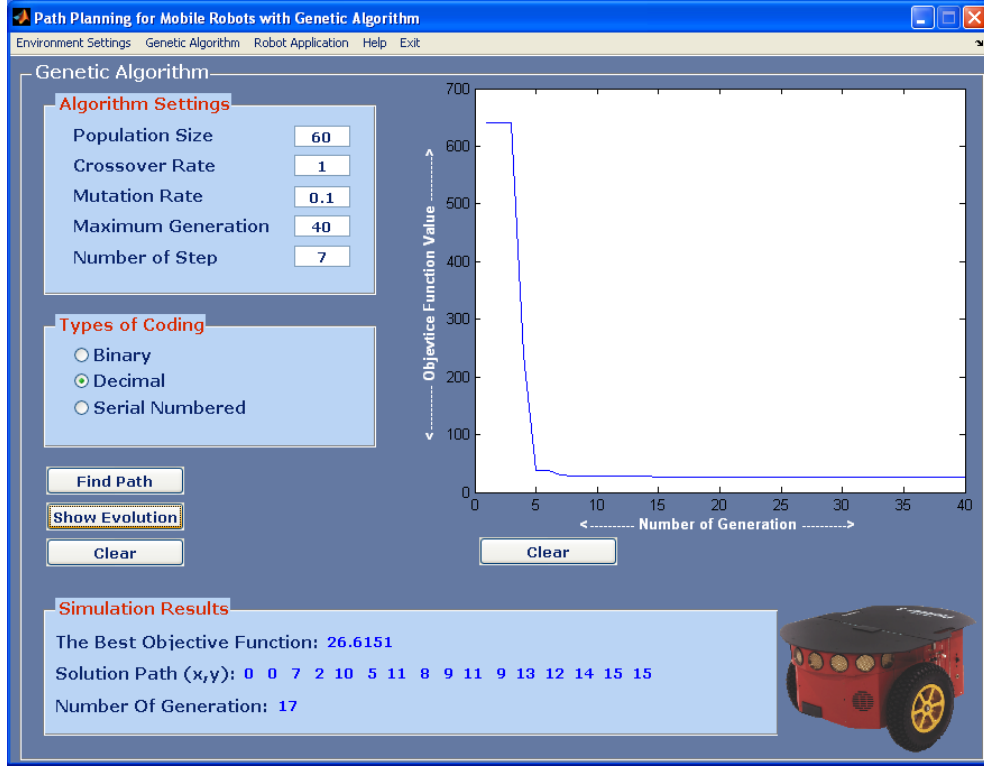 Path Planning for Mobile Robots with Genetic Algorithm
Environment Settings Genetic Algorithm Robot Application Help Exit
Genetic Algorithm
Algorithm Settings
Population Size 60
Crossover Rate 1
Mutation Rate 0.1
Maximum Generation 40
Number of Step 7
Types of Coding
Binary
Decimal
Serial Numbered
Find Path
Show Evolution
Clear
700
600
500
400
300
200
100
0
<---------- Objevtice Function Value ---------->
0 5 10 15 20 25 30 35 40
<---------- Number of Generation ---------->
Clear
Simulation Results
The Best Objective Function: 26.6151
Solution Path (x,y): 0 0 7 2 10 5 11 8 9 11 9 13 12 14 15 15
Number Of Generation: 17